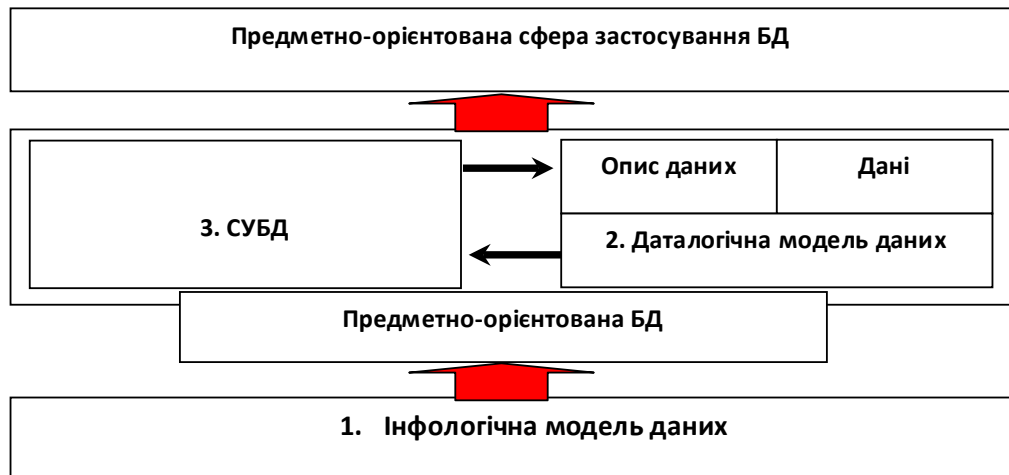 Предметно-орієнтована сфера застосування БД
Опис даних
Дані
3. СУБД
2. Даталогічна модель даних
Предметно-орієнтована БД
1. Інфологічна модель даних